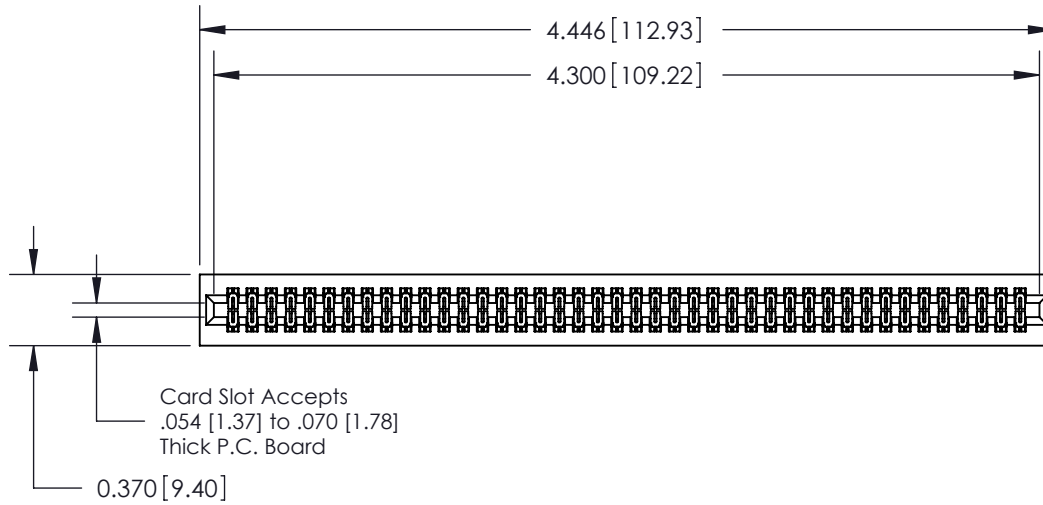 4.446 [112.93]
4.300 [109.22]
Card Slot Accepts
.054 [1.37] to .070 [1.78]
Thick P.C. Board
0.370 [9.40]